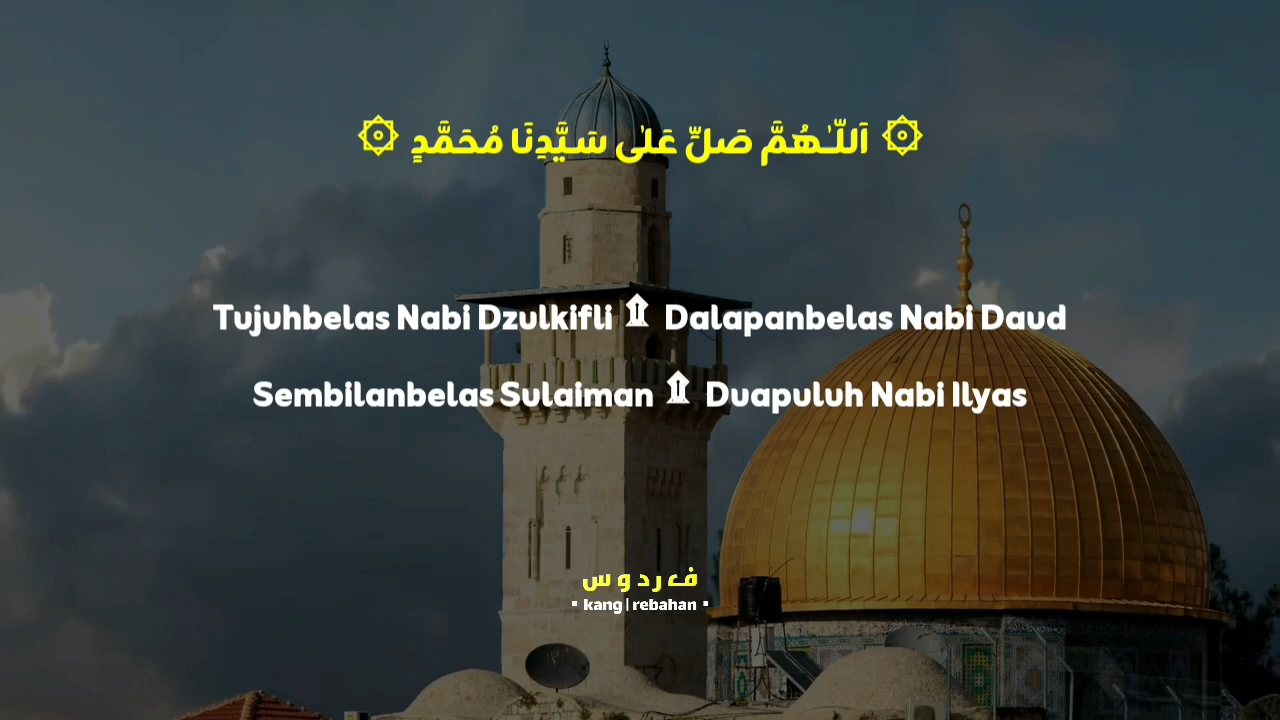 ۞ اَللّـٰهُمَّ صَلِّ عَلٰى سَيَّدِنَا مُحَمَّدٍ ۞
Tujuhbelas Nabi Dzulkifli ۩ Dalapanbelas Nabi Daud
Sembilanbelas Sulaiman ۩ Duapuluh Nabi Ilyas
ف ر د و س
▪ kang | rebahan ▪